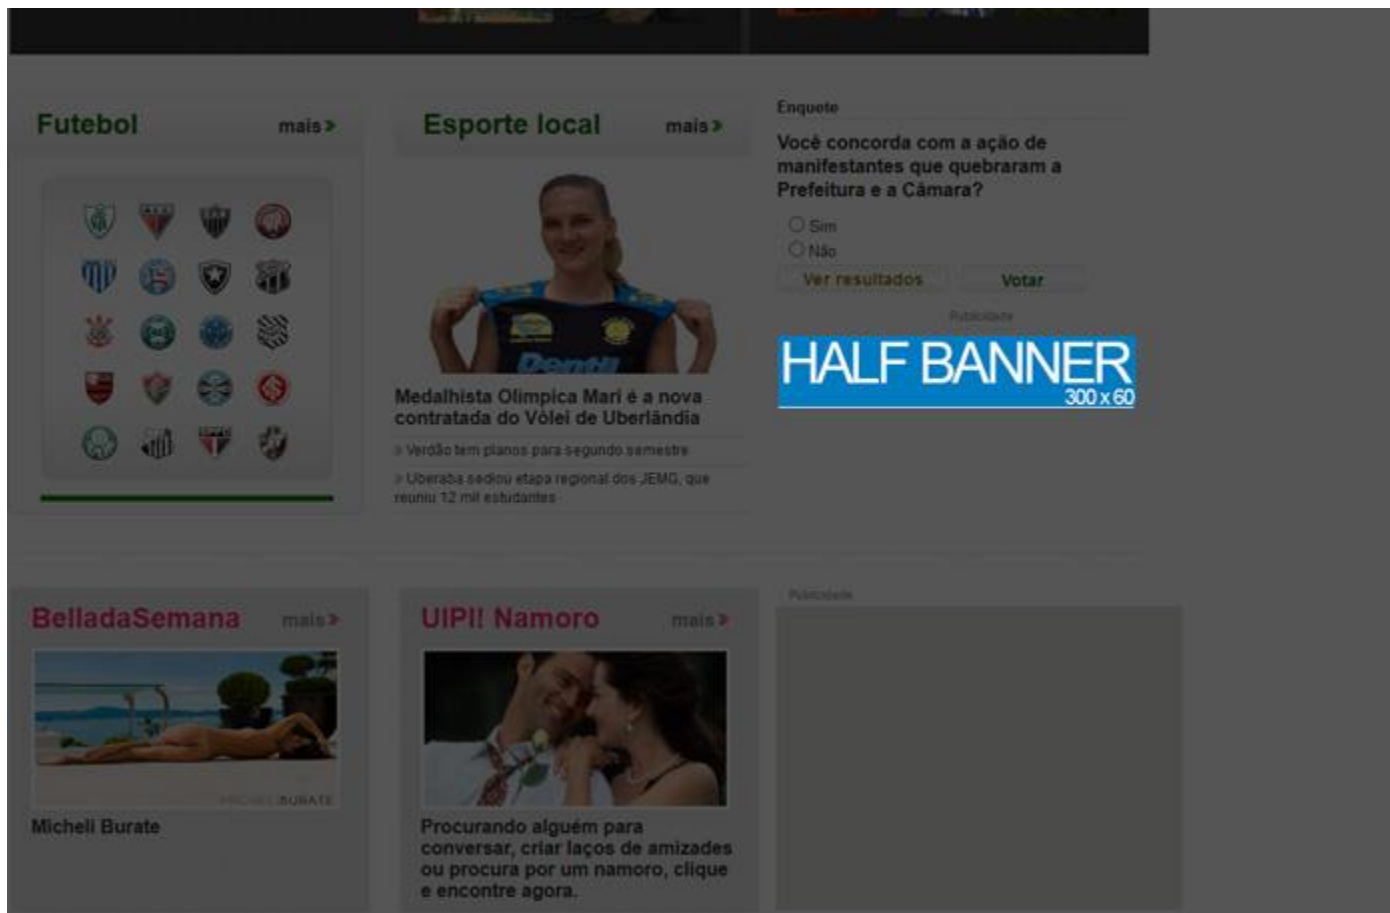 Futebol
mais
Esporte local
mais
Enquete
Você concorda com a ação de
manifestantes que quebraram a
Prefeitura e a Câmara?
Sim
Não
Ver resultados
Votar
Publicidade
HALF BANNER
300 x 60
Dentil
Medalhista Olímpica Mari é a nova
contratada do Vôlei de Uberlândia
» Verdão tem planos para segundo semestre
» Uberaba sediou etapa regional dos JEMG, que
reuniu 12 mil estudantes
BelladaSemana
mais
UIPI! Namoro
mais
Publicidade
BURATE
Micheli Burate
Procurando alguém para
conversar, criar laços de amizades
ou procura por um namoro, clique
e encontre agora.